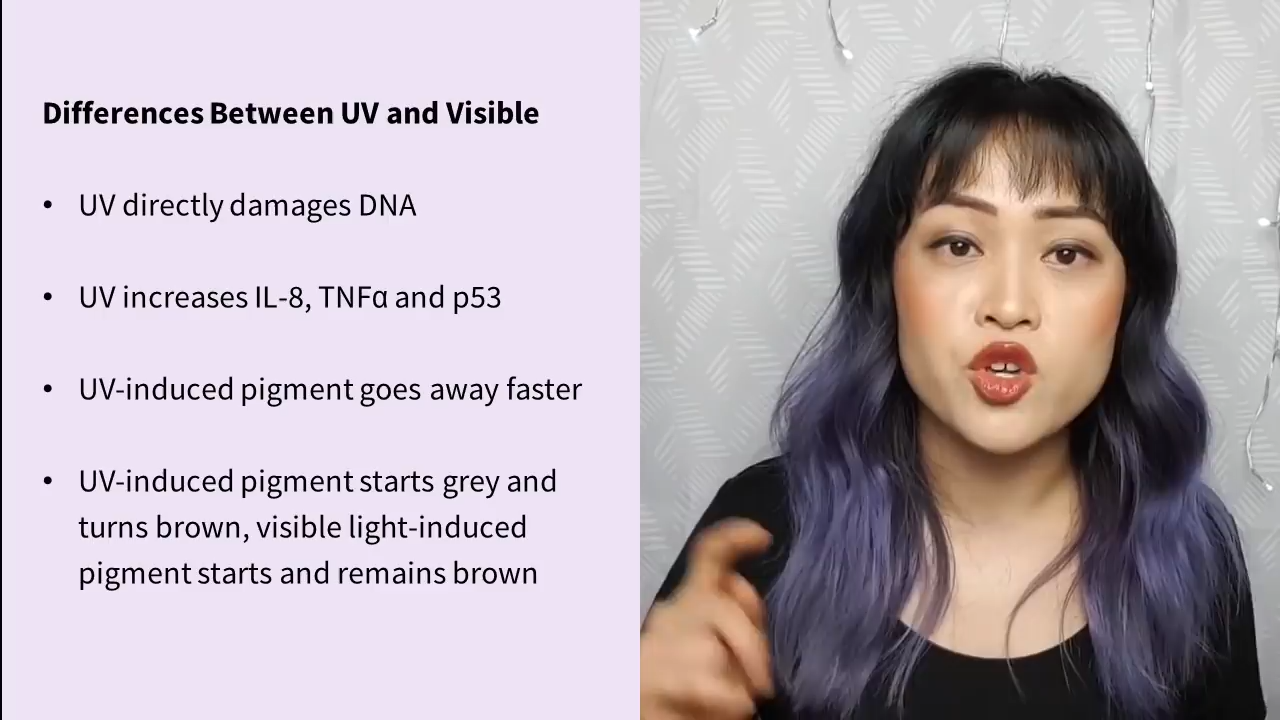 Differences Between UV and Visible
• UV directly damages DNA
• UV increases IL-8, TNFα and p53
• UV-induced pigment goes away faster
• UV-induced pigment starts grey and
turns brown, visible light-induced
pigment starts and remains brown